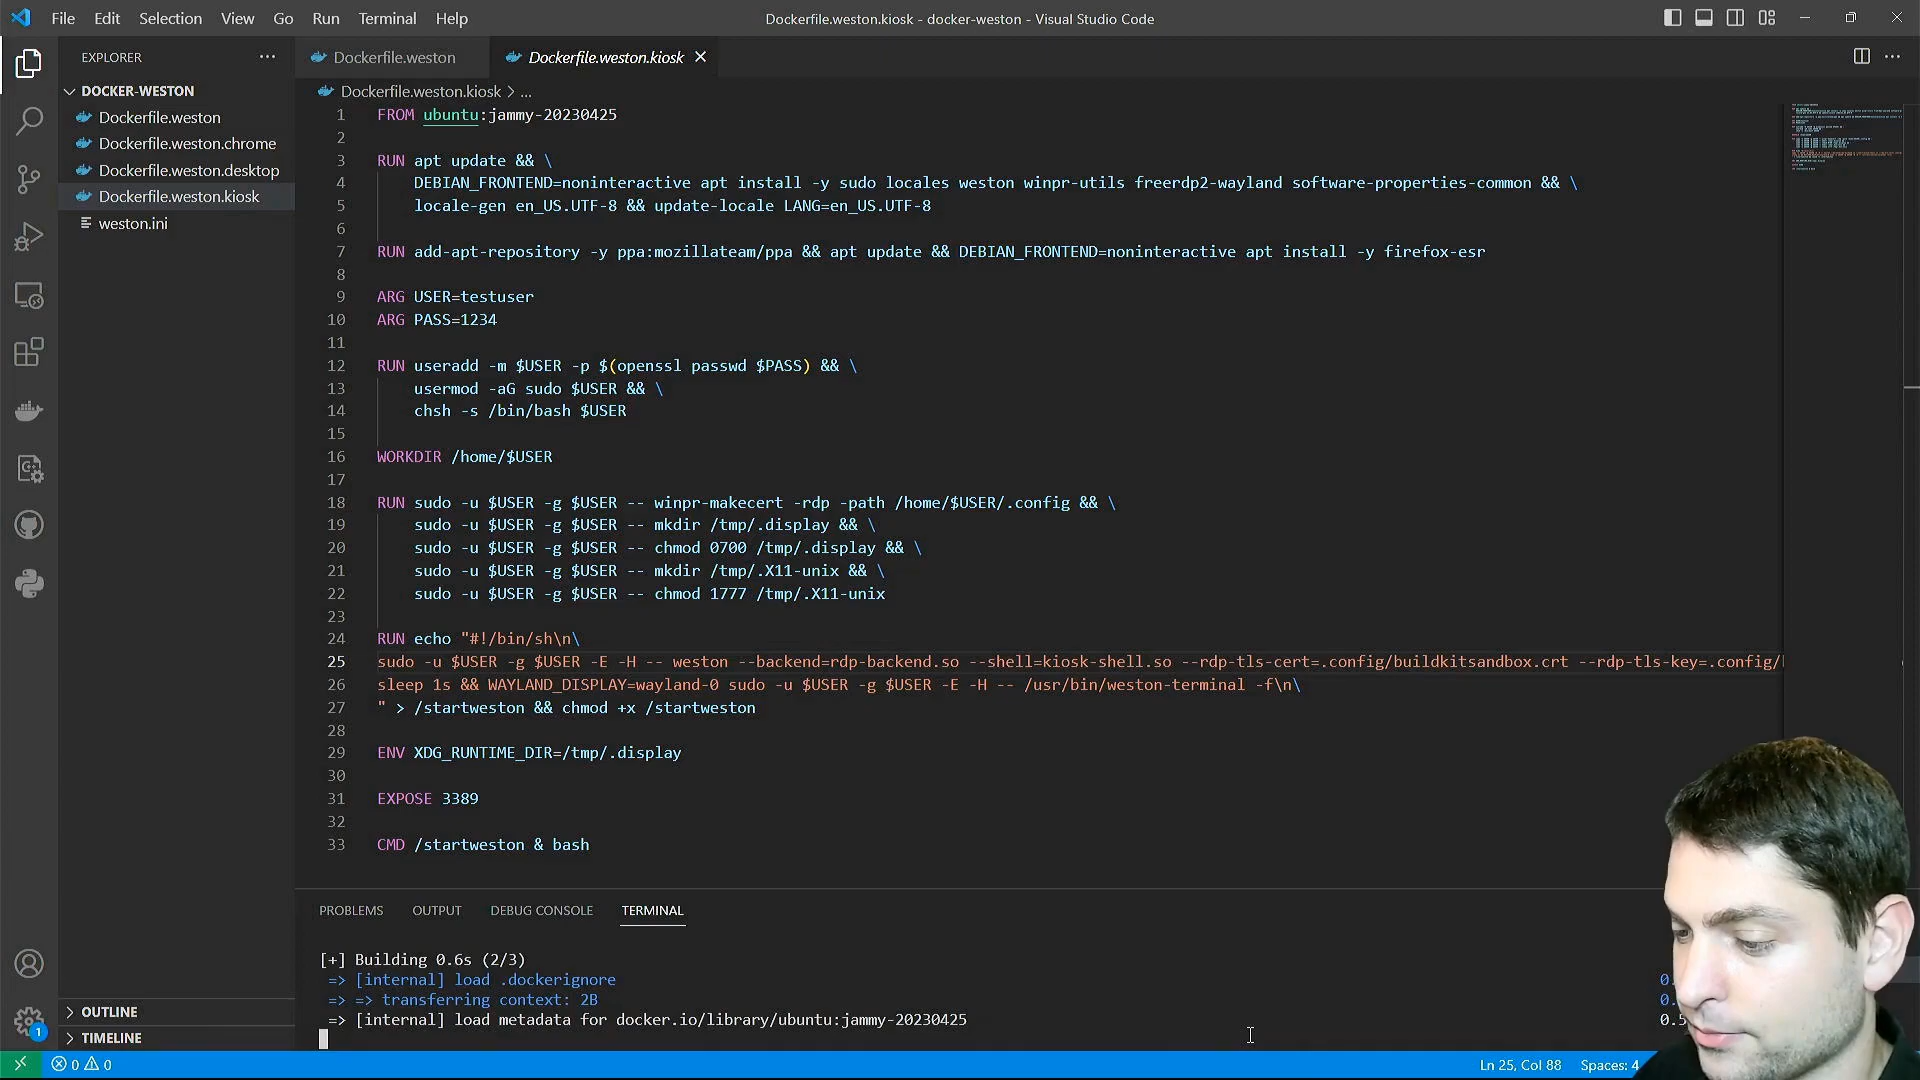 File Edit Selection View Go Run Terminal Help
Dockerfile.weston.kiosk - docker-weston - Visual Studio Code
EXPLORER
DOCKER-WESTON
Dockerfile.weston
Dockerfile.weston.chrome
Dockerfile.weston.desktop
Dockerfile.weston.kiosk
weston.ini
OUTLINE
TIMELINE
1
Dockerfile.weston
Dockerfile.weston.kiosk
Dockerfile.weston.kiosk > ...
1 FROM ubuntu:jammy-20230425
2
3 RUN apt update && \
4 DEBIAN_FRONTEND=noninteractive apt install -y sudo locales weston winpr-utils freerdp2-wayland software-properties-common && \
5 locale-gen en_US.UTF-8 && update-locale LANG=en_US.UTF-8
6
7 RUN add-apt-repository -y ppa:mozillateam/ppa && apt update && DEBIAN_FRONTEND=noninteractive apt install -y firefox-esr
8
9 ARG USER=testuser
10 ARG PASS=1234
11
12 RUN useradd -m $USER -p $(openssl passwd $PASS) && \
13 usermod -aG sudo $USER && \
14 chsh -s /bin/bash $USER
15
16 WORKDIR /home/$USER
17
18 RUN sudo -u $USER -g $USER -- winpr-makecert -rdp -path /home/$USER/.config && \
19 sudo -u $USER -g $USER -- mkdir /tmp/.display && \
20 sudo -u $USER -g $USER -- chmod 0700 /tmp/.display && \
21 sudo -u $USER -g $USER -- mkdir /tmp/.X11-unix && \
22 sudo -u $USER -g $USER -- chmod 1777 /tmp/.X11-unix
23
24 RUN echo "#!/bin/sh\n\
25 sudo -u $USER -g $USER -E -H -- weston --backend=rdp-backend.so --shell=kiosk-shell.so --rdp-tls-cert=.config/buildkitsandbox.crt --rdp-tls-key=.config/
26 sleep 1s && WAYLAND_DISPLAY=wayland-0 sudo -u $USER -g $USER -E -H -- /usr/bin/weston-terminal -f\n\
27 " > /startweston && chmod +x /startweston
28
29 ENV XDG_RUNTIME_DIR=/tmp/.display
30
31 EXPOSE 3389
32
33 CMD /startweston & bash
PROBLEMS OUTPUT DEBUG CONSOLE TERMINAL
[+] Building 0.6s (2/3)
=> [internal] load .dockerignore 0.
=> => transferring context: 2B 0.
=> [internal] load metadata for docker.io/library/ubuntu:jammy-20230425 0.5
0 0
Ln 25, Col 88 Spaces: 4